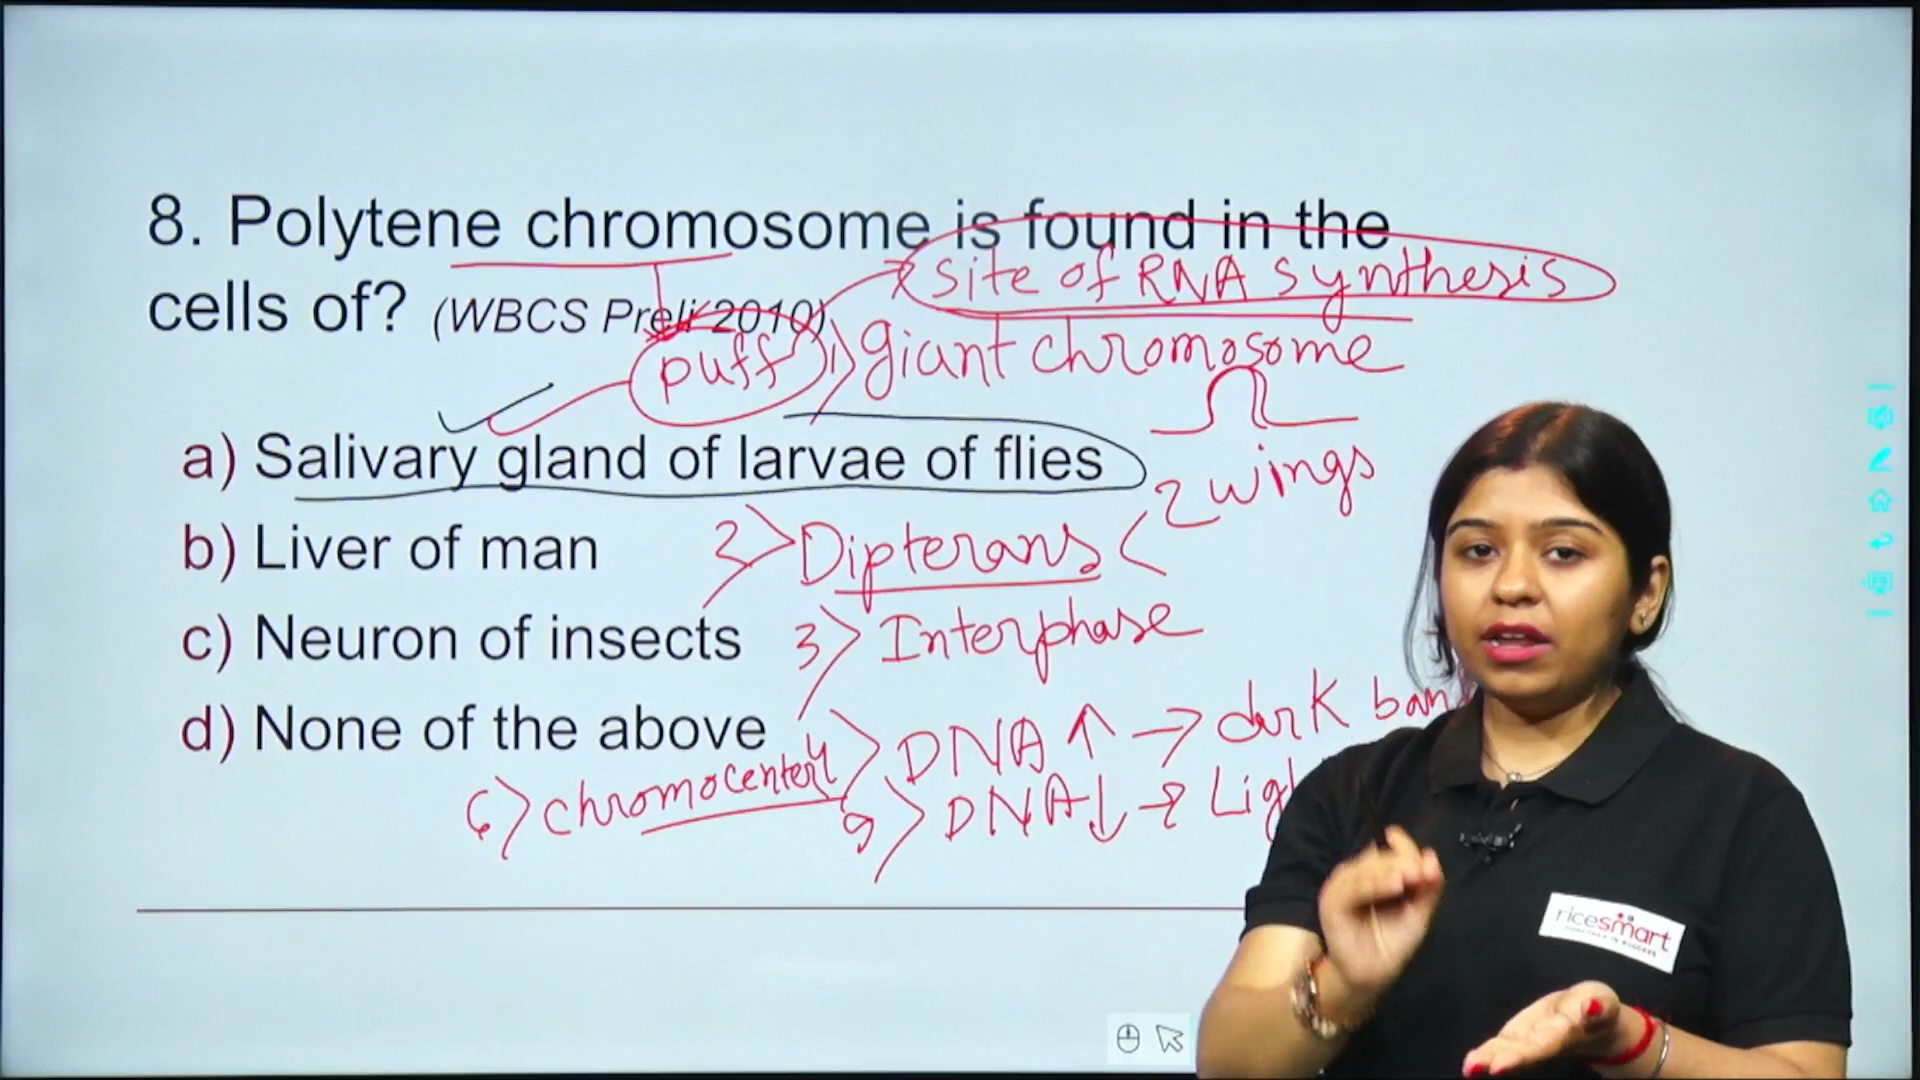 8. Polytene chromosome is found in the
site of RNA synthesis
cells of? (WBCS Preli 2010)
puff
1) giant chromosome
a) Salivary gland of larvae of flies
2 wings
b) Liver of man
2) Dipterans
c) Neuron of insects
3) Interphase
d) None of the above
4) DNA ↑ → dark ban
6) chromocenter
5) DNA ↓ → Lig
ricesmart